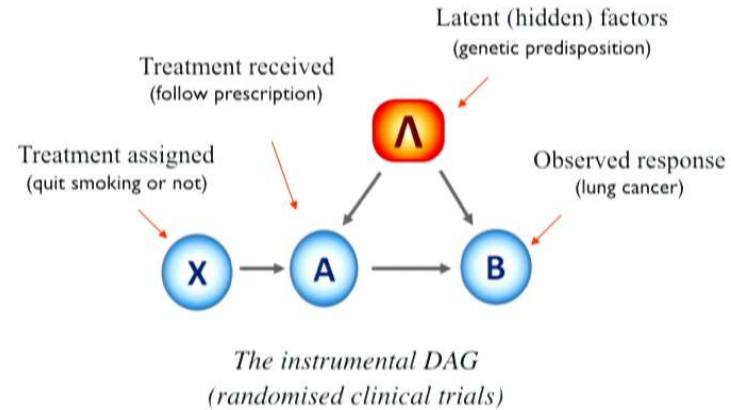 Latent (hidden) factors
(genetic predisposition)
Treatment received
(follow prescription)
Λ
Treatment assigned
(quit smoking or not)
Observed response
(lung cancer)
X
A
B
The instrumental DAG
(randomised clinical trials)